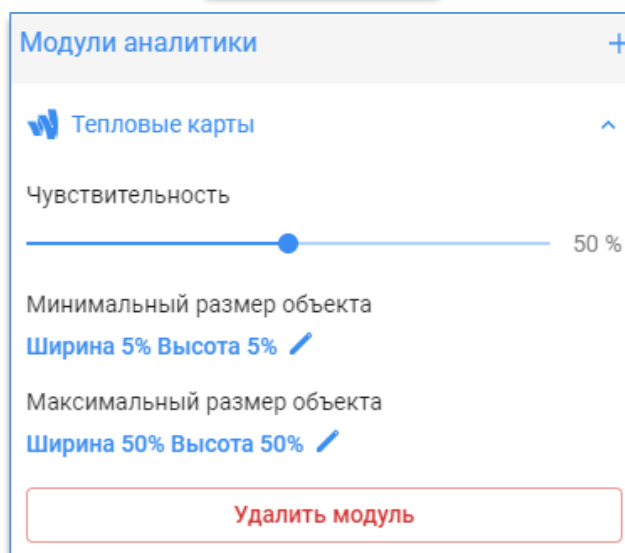 Модули аналитики +
Тепловые карты
Чувствительность
50 %
Минимальный размер объекта
Ширина 5% Высота 5%
Максимальный размер объекта
Ширина 50% Высота 50%
Удалить модуль